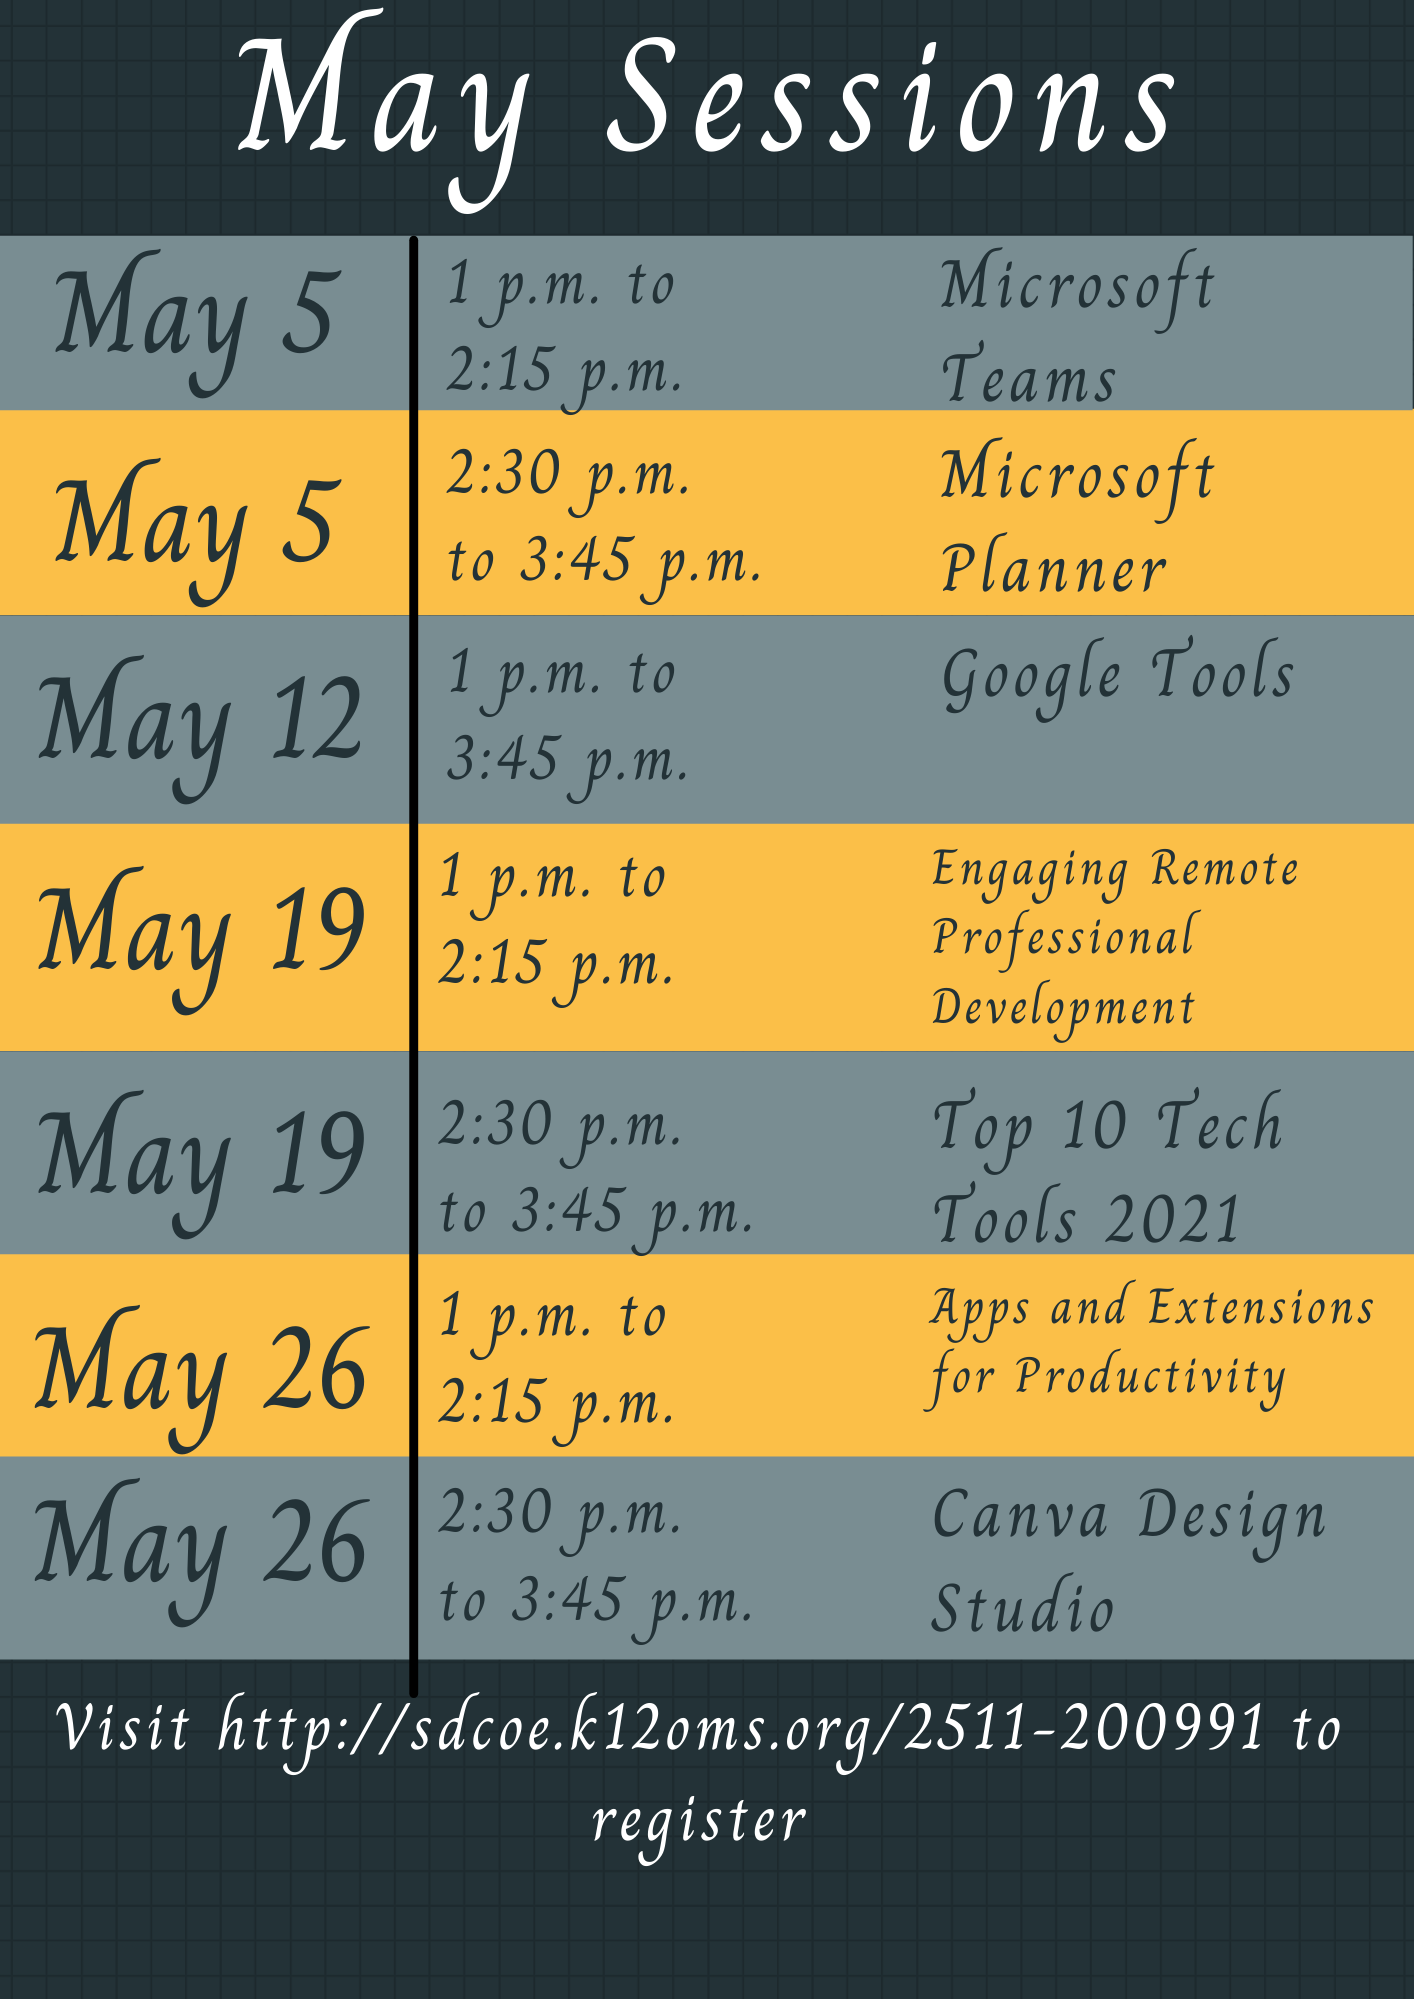 May Sessions
May 5
1 p.m. to
2:15 p.m.
Microsoft
Teams
May 5
2:30 p.m.
to 3:45 p.m.
Microsoft
Planner
May 12
1 p.m. to
3:45 p.m.
Google Tools
May 19
1 p.m. to
2:15 p.m.
Engaging Remote
Professional
Development
May 19
2:30 p.m.
to 3:45 p.m.
Top 10 Tech
Tools 2021
May 26
1 p.m. to
2:15 p.m.
Apps and Extensions
for Productivity
May 26
2:30 p.m.
to 3:45 p.m.
Canva Design
Studio
Visit http://sdcoe.k12oms.org/2511-200991 to
register